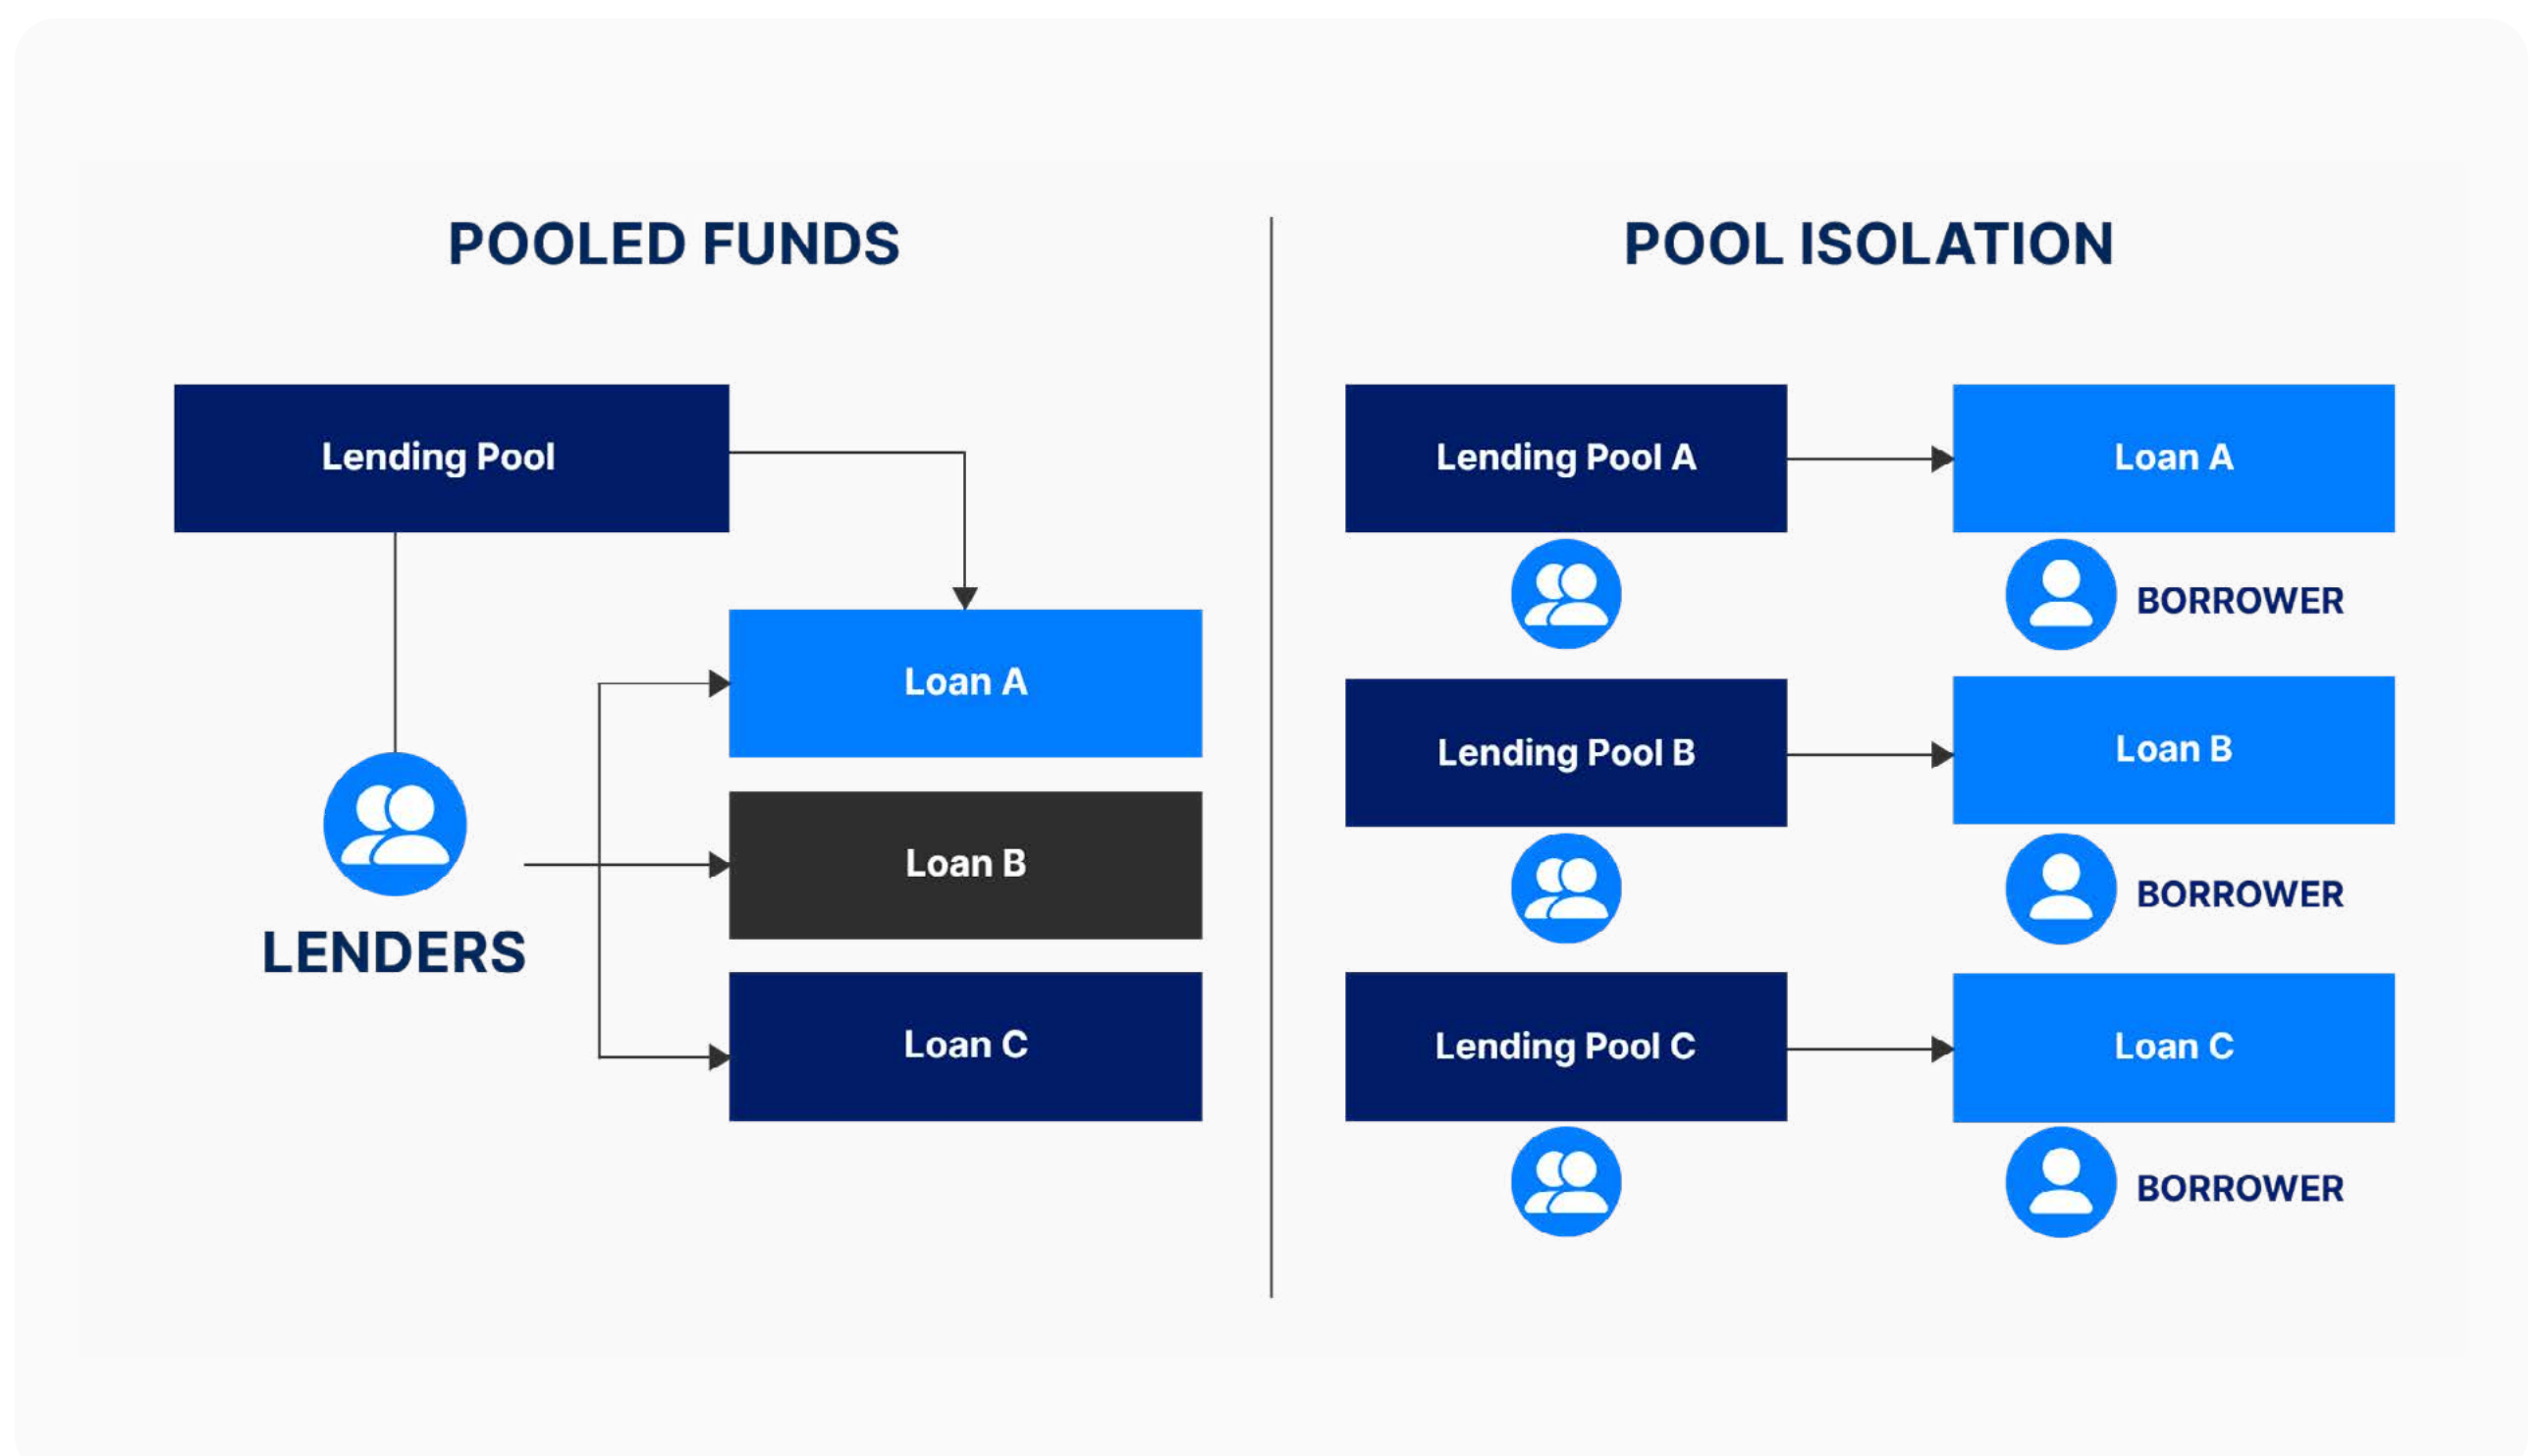 POOLED FUNDS
Lending Pool
Loan A
Loan B
LENDERS
Loan C
POOL ISOLATION
Lending Pool A
Loan A
BORROWER
Lending Pool B
Loan B
BORROWER
Lending Pool C
Loan C
BORROWER